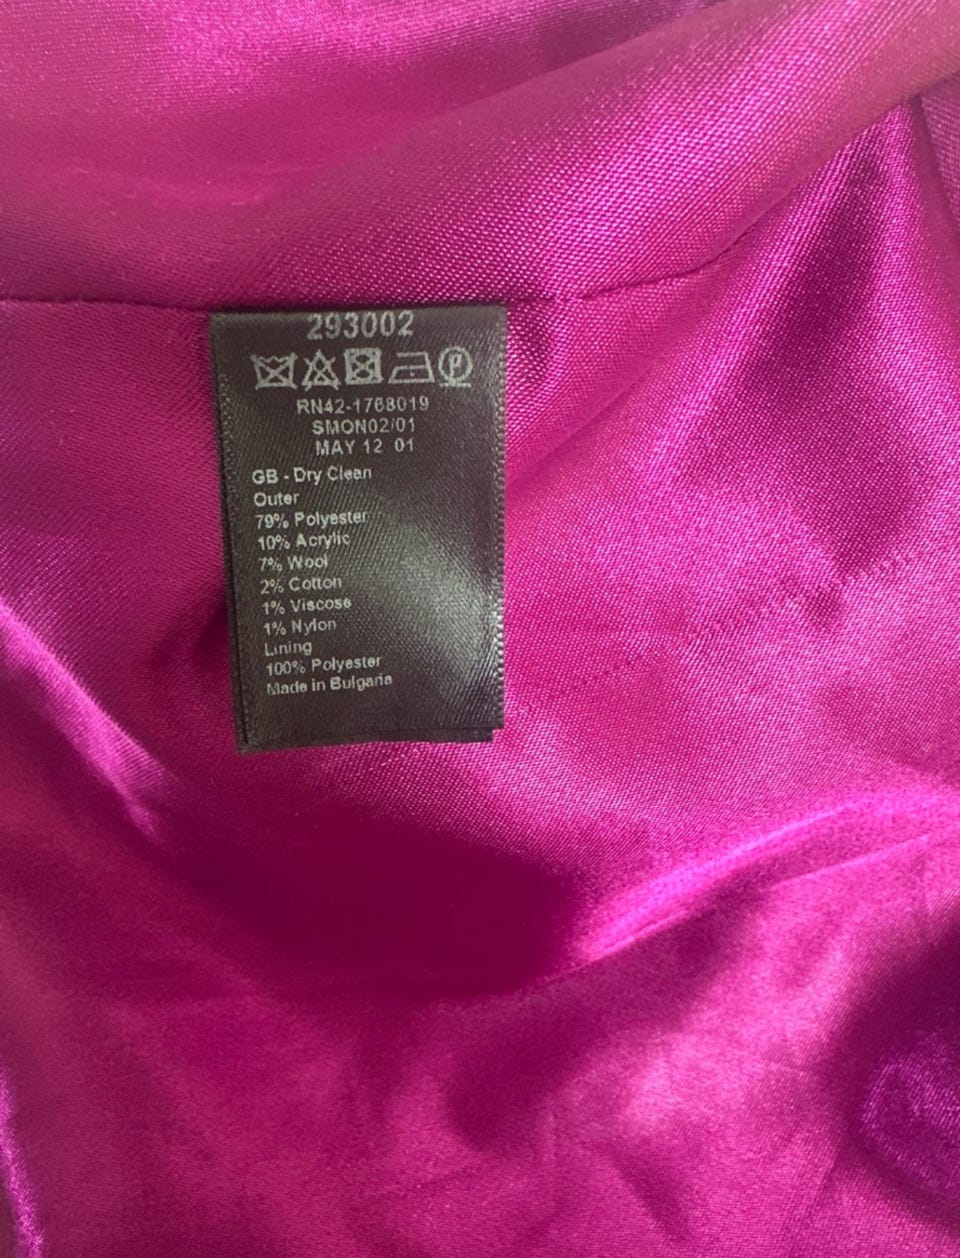 293002
P
RN42-1768019
SMON02/01
MAY 12 01
GB - Dry Clean
Outer
79% Polyester
10% Acrylic
7% Wool
2% Cotton
1% Viscose
1% Nylon
Lining
100% Polyester
Made in Bulgaria